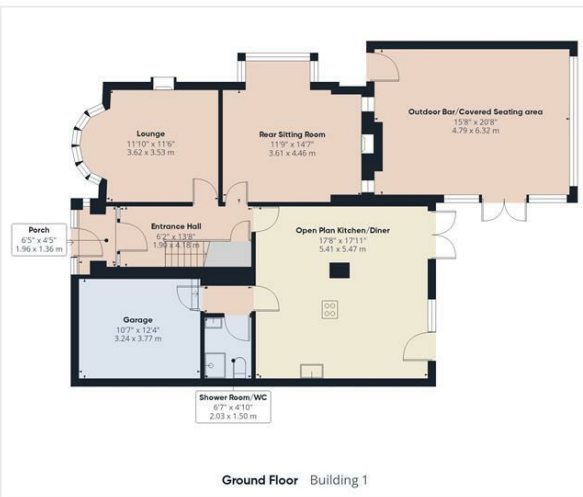 Outdoor Bar/Covered Seating area
15'8" x 20'8"
4.79 x 6.32 m
Lounge
11'10" x 11'6"
3.62 x 3.53 m
Rear Sitting Room
11'9" x 14'7"
3.61 x 4.46 m
Porch
6'5" x 4'5"
1.96 x 1.36 m
Entrance Hall
6'2" x 13'8"
1.90 x 4.18 m
Open Plan Kitchen/Diner
17'8" x 17'11"
5.41 x 5.47 m
Garage
10'7" x 12'4"
3.24 x 3.77 m
Shower Room/WC
6'7" x 4'10"
2.03 x 1.50 m
Ground Floor Building 1